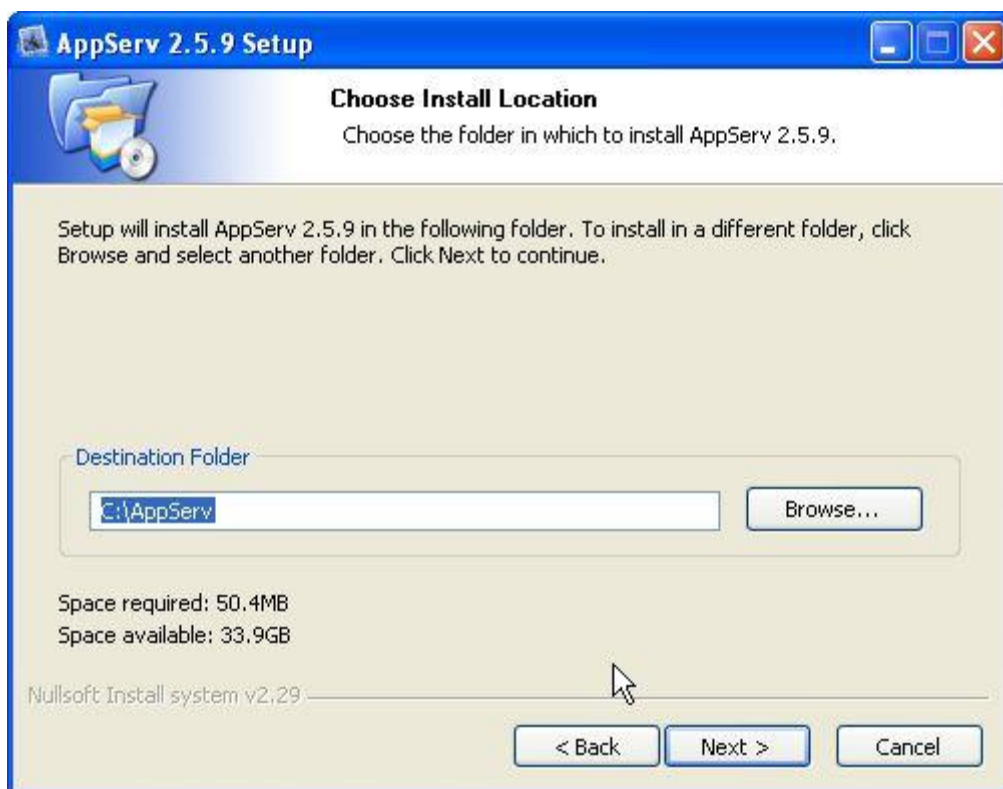 AppServ 2.5.9 Setup
Choose Install Location
Choose the folder in which to install AppServ 2.5.9.
Setup will install AppServ 2.5.9 in the following folder. To install in a different folder, click
Browse and select another folder. Click Next to continue.
Destination Folder
C:\AppServ
Browse...
Space required: 50.4MB
Space available: 33.9GB
Nullsoft Install system v2.29
< Back
Next >
Cancel